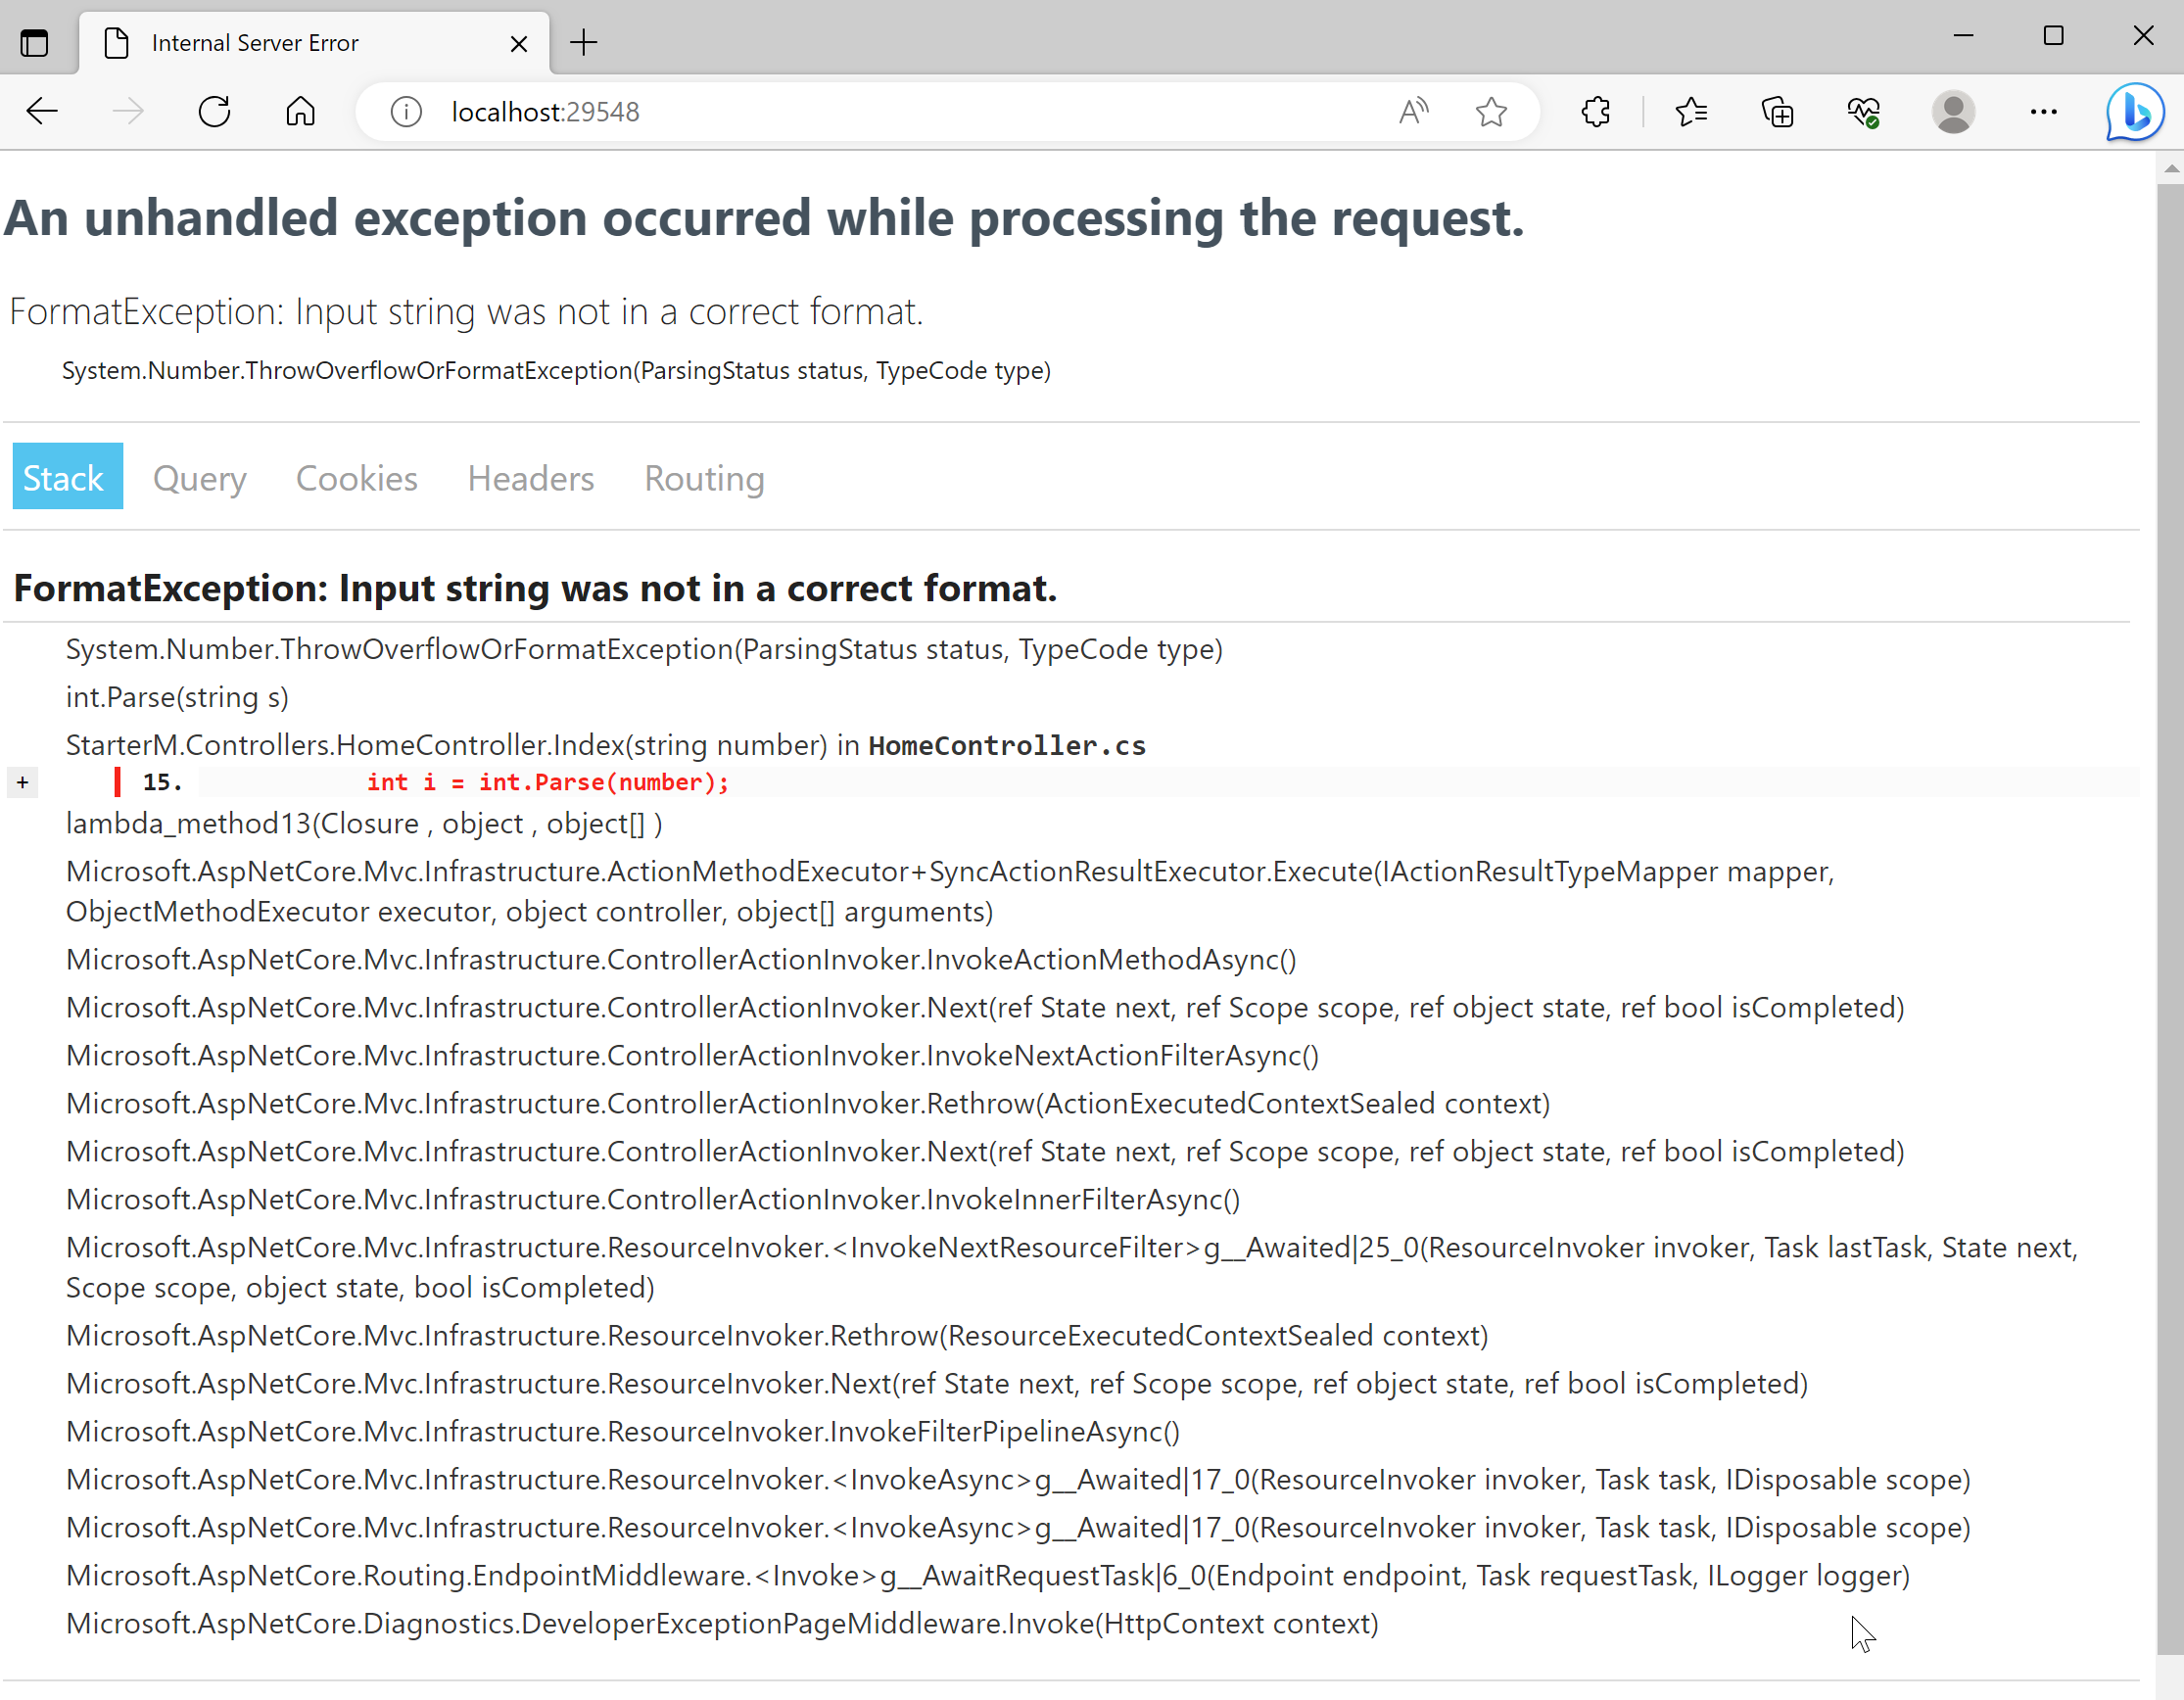 Internal Server Error
localhost:29548
An unhandled exception occurred while processing the request.
FormatException: Input string was not in a correct format.
System.Number.ThrowOverflowOrFormatException(ParsingStatus status, TypeCode type)
Stack Query Cookies Headers Routing
FormatException: Input string was not in a correct format.
System.Number.ThrowOverflowOrFormatException(ParsingStatus status, TypeCode type)
int.Parse(string s)
StarterM.Controllers.HomeController.Index(string number) in HomeController.cs
+ 15. int i = int.Parse(number);
lambda_method13(Closure , object , object[] )
Microsoft.AspNetCore.Mvc.Infrastructure.ActionMethodExecutor+SyncActionResultExecutor.Execute(IActionResultTypeMapper mapper,
ObjectMethodExecutor executor, object controller, object[] arguments)
Microsoft.AspNetCore.Mvc.Infrastructure.ControllerActionInvoker.InvokeActionMethodAsync()
Microsoft.AspNetCore.Mvc.Infrastructure.ControllerActionInvoker.Next(ref State next, ref Scope scope, ref object state, ref bool isCompleted)
Microsoft.AspNetCore.Mvc.Infrastructure.ControllerActionInvoker.InvokeNextActionFilterAsync()
Microsoft.AspNetCore.Mvc.Infrastructure.ControllerActionInvoker.Rethrow(ActionExecutedContextSealed context)
Microsoft.AspNetCore.Mvc.Infrastructure.ControllerActionInvoker.Next(ref State next, ref Scope scope, ref object state, ref bool isCompleted)
Microsoft.AspNetCore.Mvc.Infrastructure.ControllerActionInvoker.InvokeInnerFilterAsync()
Microsoft.AspNetCore.Mvc.Infrastructure.ResourceInvoker.<InvokeNextResourceFilter>g__Awaited|25_0(ResourceInvoker invoker, Task lastTask, State next,
Scope scope, object state, bool isCompleted)
Microsoft.AspNetCore.Mvc.Infrastructure.ResourceInvoker.Rethrow(ResourceExecutedContextSealed context)
Microsoft.AspNetCore.Mvc.Infrastructure.ResourceInvoker.Next(ref State next, ref Scope scope, ref object state, ref bool isCompleted)
Microsoft.AspNetCore.Mvc.Infrastructure.ResourceInvoker.InvokeFilterPipelineAsync()
Microsoft.AspNetCore.Mvc.Infrastructure.ResourceInvoker.<InvokeAsync>g__Awaited|17_0(ResourceInvoker invoker, Task task, IDisposable scope)
Microsoft.AspNetCore.Mvc.Infrastructure.ResourceInvoker.<InvokeAsync>g__Awaited|17_0(ResourceInvoker invoker, Task task, IDisposable scope)
Microsoft.AspNetCore.Routing.EndpointMiddleware.<Invoke>g__AwaitRequestTask|6_0(Endpoint endpoint, Task requestTask, ILogger logger)
Microsoft.AspNetCore.Diagnostics.DeveloperExceptionPageMiddleware.Invoke(HttpContext context)